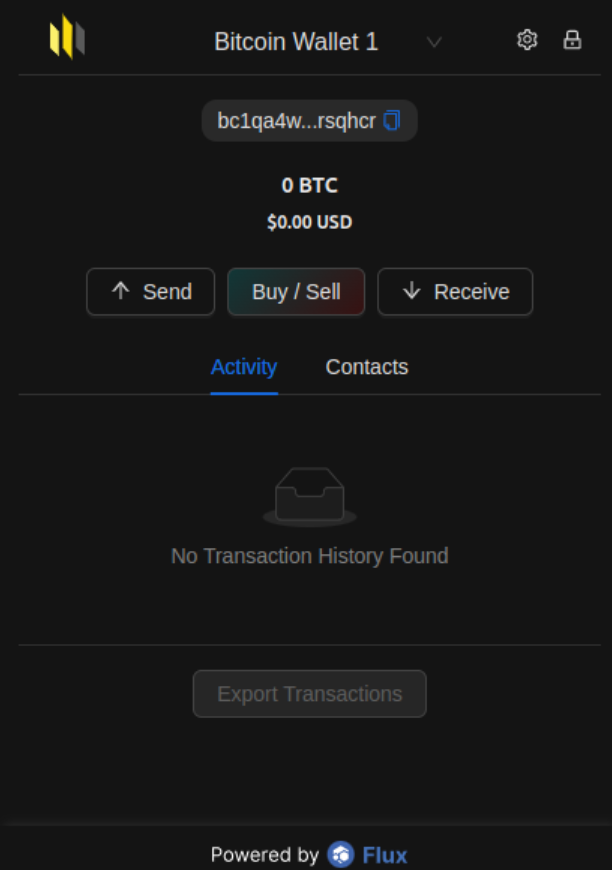 Bitcoin Wallet 1
bc1qa4w...rsqhcr
0 BTC
$0.00 USD
Send Buy / Sell Receive
Activity Contacts
No Transaction History Found
Export Transactions
Powered by Flux